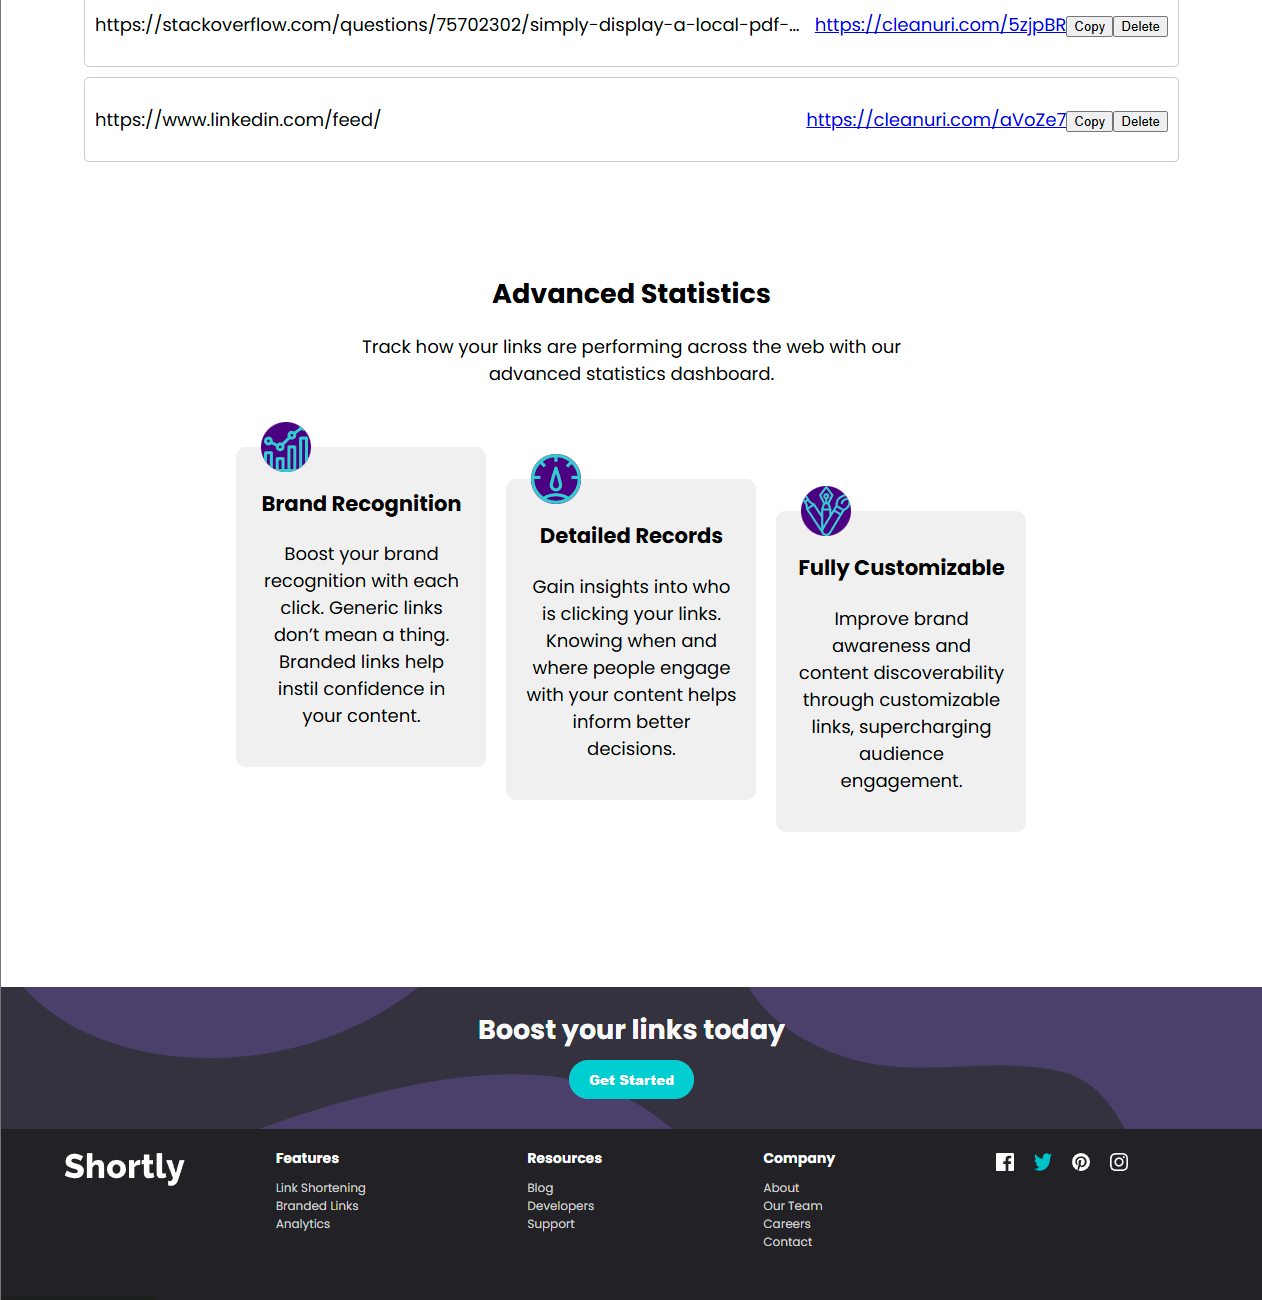 https://stackoverflow.com/questions/75702302/simply-display-a-local-pdf-... https://cleanuri.com/5zjpBR Copy Delete
https://www.linkedin.com/feed/ https://cleanuri.com/aVoZe7 Copy Delete
Advanced Statistics
Track how your links are performing across the web with our
advanced statistics dashboard.
Brand Recognition
Boost your brand
recognition with each
click. Generic links
don’t mean a thing.
Branded links help
instil confidence in
your content.
Detailed Records
Gain insights into who
is clicking your links.
Knowing when and
where people engage
with your content helps
inform better
decisions.
Fully Customizable
Improve brand
awareness and
content discoverability
through customizable
links, supercharging
audience
engagement.
Boost your links today
Get Started
Shortly
Features
Link Shortening
Branded Links
Analytics
Resources
Blog
Developers
Support
Company
About
Our Team
Careers
Contact